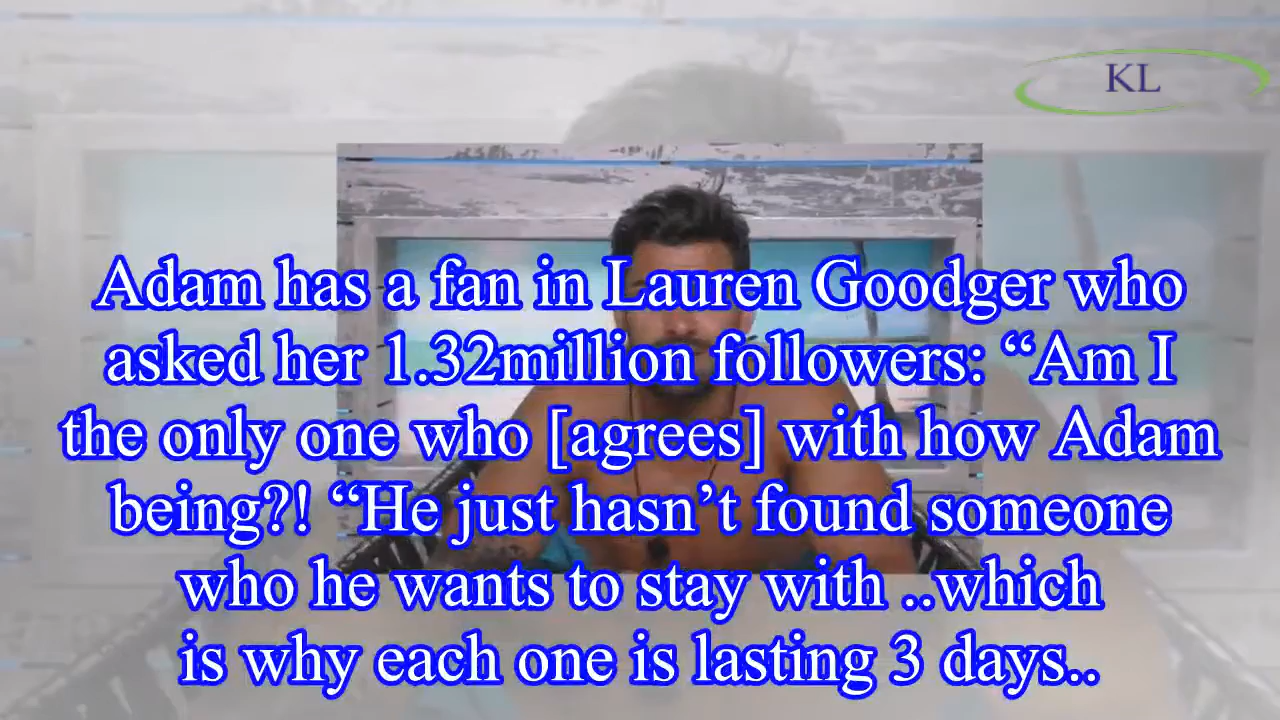 KL
Adam has a fan in Lauren Goodger who
asked her 1.32million followers: “Am I
the only one who [agrees] with how Adam
being?! “He just hasn’t found someone
who he wants to stay with ..which
is why each one is lasting 3 days..